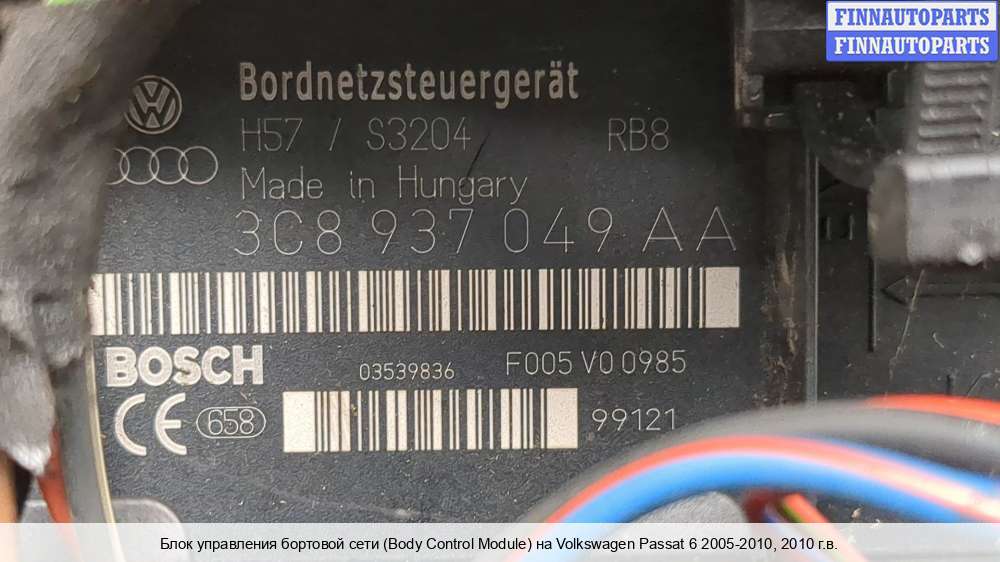 FINNAUTOPARTS
FINNAUTOPARTS
Bordnetzsteuergerät
H57 / S3204 RB8
Made in Hungary
3C8 937 049 AA
BOSCH
03539836 F005 V0 0985
CE 658 99121
Блок управления бортовой сети (Body Control Module) на Volkswagen Passat 6 2005-2010, 2010 г.в.